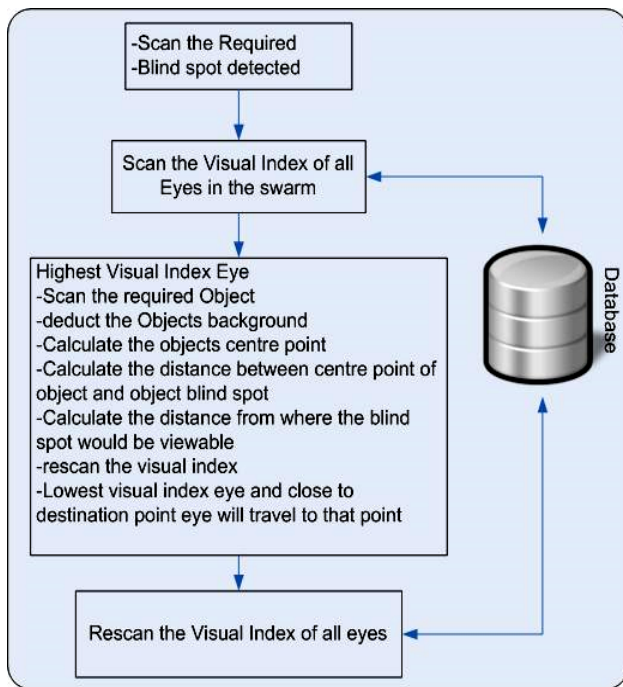 -Scan the Required
-Blind spot detected
Scan the Visual Index of all
Eyes in the swarm
Highest Visual Index Eye
-Scan the required Object
-deduct the Objects background
-Calculate the objects centre point
-Calculate the distance between centre point of
object and object blind spot
-Calculate the distance from where the blind
spot would be viewable
-rescan the visual index
-Lowest visual index eye and close to
destination point eye will travel to that point
Database
Rescan the Visual Index of all eyes